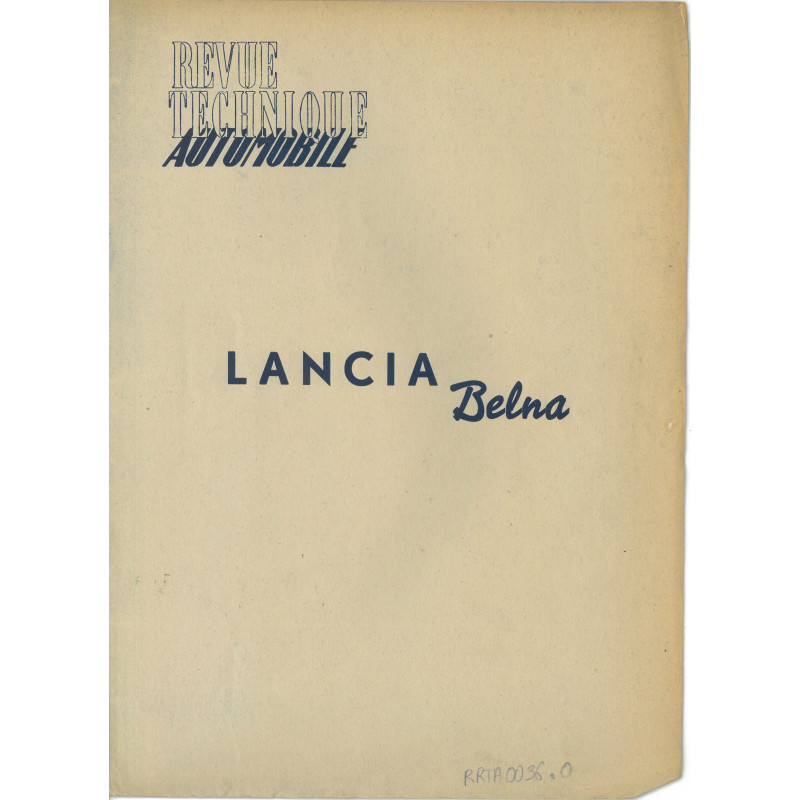 REVUE
TECHNIQUE
AUTOMOBILE
LANCIA
Belna
RRTA0036.0